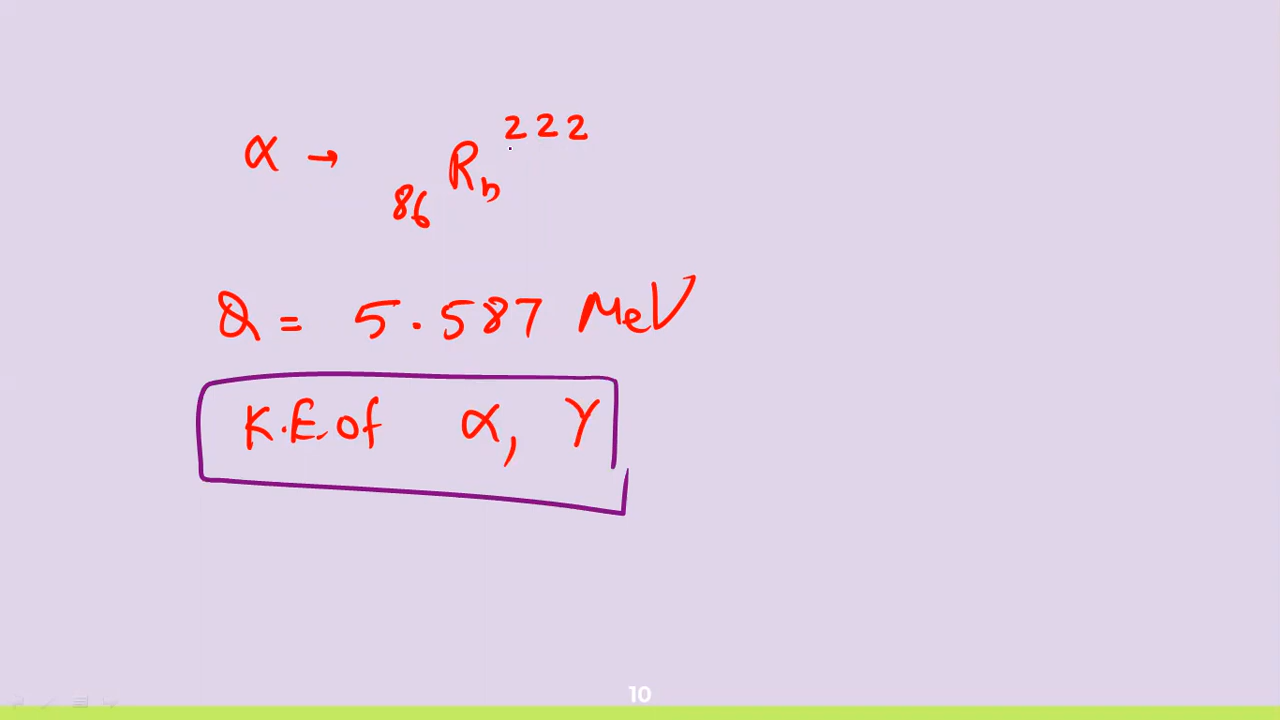 α → ₈₆Rn²²²
Q = 5.587 MeV
K.E. of α, γ
10